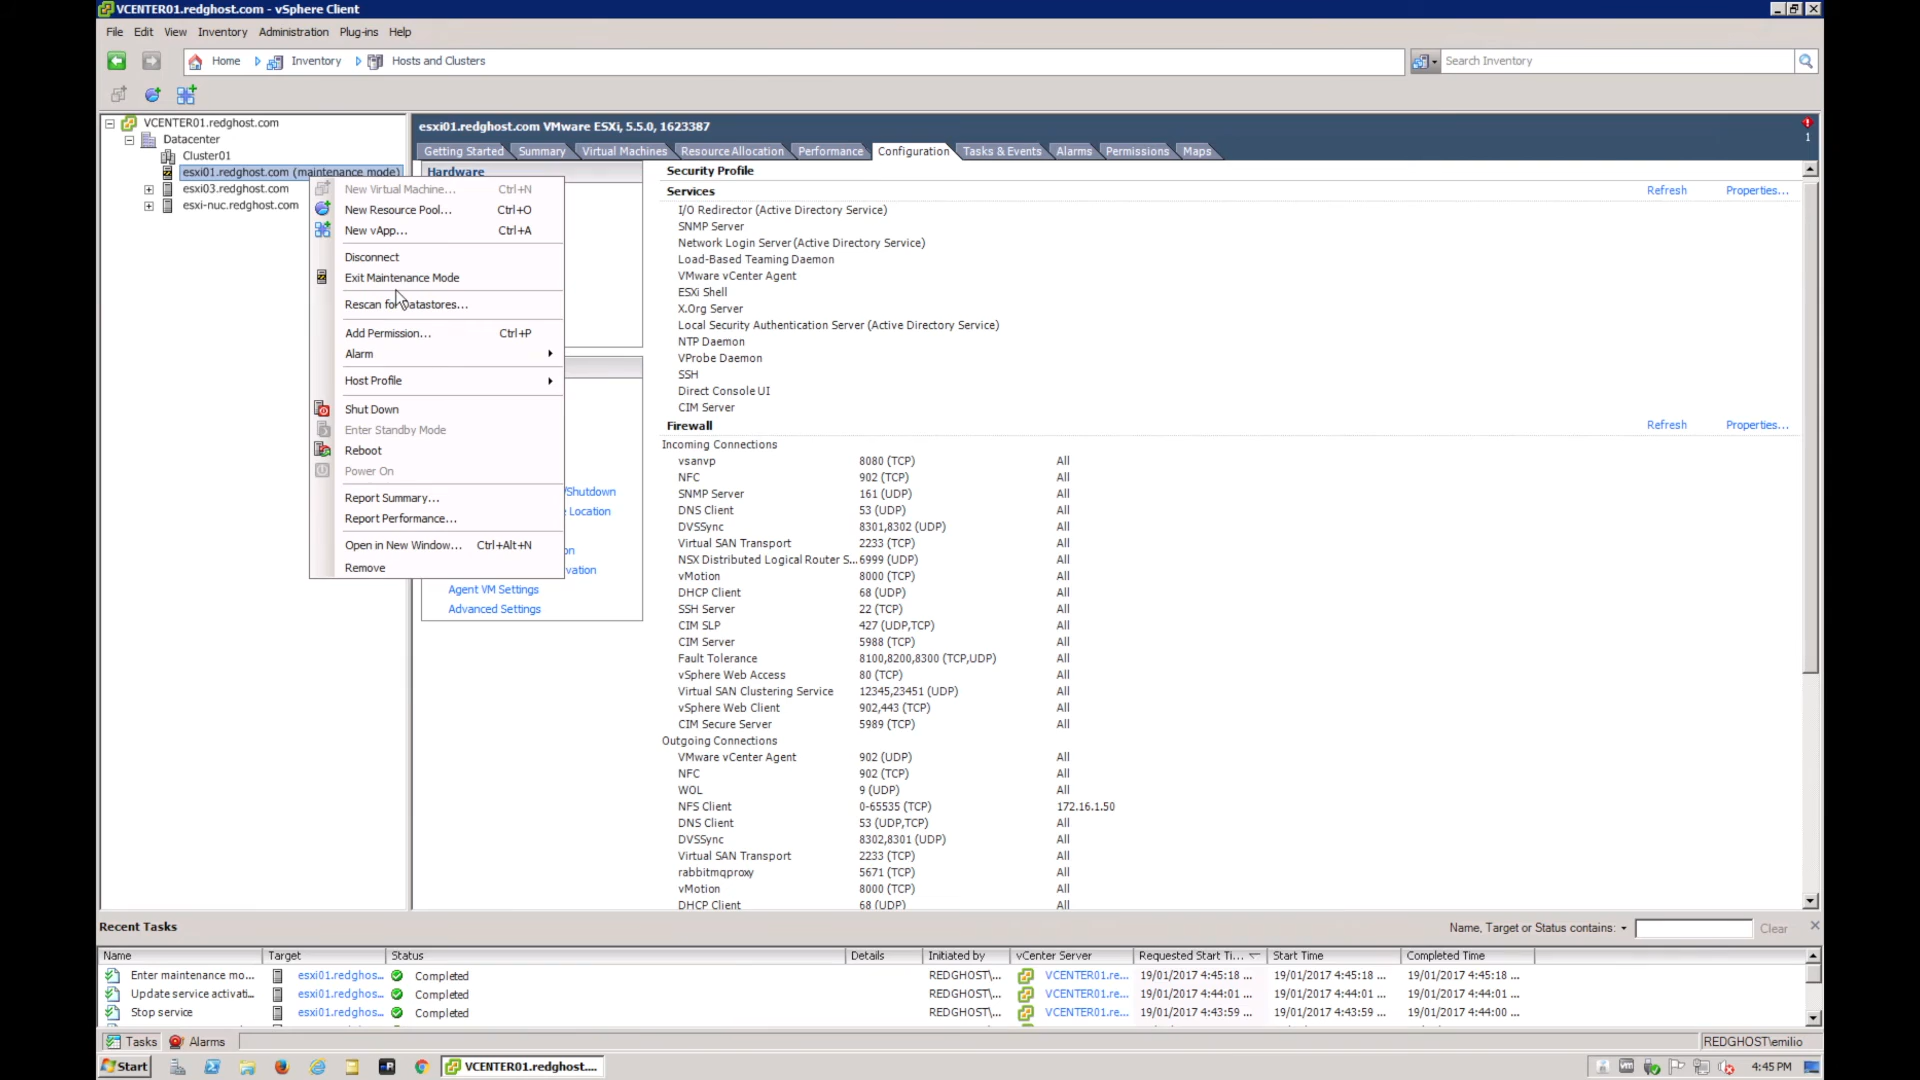 VCENTER01.redghost.com - vSphere Client
File Edit View Inventory Administration Plug-ins Help
Home Inventory Hosts and Clusters
Search Inventory
VCENTER01.redghost.com
Datacenter
Cluster01
esxi01.redghost.com (maintenance mode)
esxi03.redghost.com
esxi-nuc.redghost.com
New Virtual Machine... Ctrl+N
New Resource Pool... Ctrl+O
New vApp... Ctrl+A
Disconnect
Exit Maintenance Mode
Rescan for Datastores...
Add Permission... Ctrl+P
Alarm
Host Profile
Shut Down
Enter Standby Mode
Reboot
Power On
Report Summary...
Report Performance...
Open in New Window... Ctrl+Alt+N
Remove
esxi01.redghost.com VMware ESXi, 5.5.0, 1623387
1
Getting Started Summary Virtual Machines Resource Allocation Performance Configuration Tasks & Events Alarms Permissions Maps
Hardware
/Shutdown
Location
on
vation
Agent VM Settings
Advanced Settings
Security Profile
Services Refresh Properties...
I/O Redirector (Active Directory Service)
SNMP Server
Network Login Server (Active Directory Service)
Load-Based Teaming Daemon
VMware vCenter Agent
ESXi Shell
X.Org Server
Local Security Authentication Server (Active Directory Service)
NTP Daemon
VProbe Daemon
SSH
Direct Console UI
CIM Server
Firewall Refresh Properties...
Incoming Connections
vsanvp 8080 (TCP) All
NFC 902 (TCP) All
SNMP Server 161 (UDP) All
DNS Client 53 (UDP) All
DVSSync 8301,8302 (UDP) All
Virtual SAN Transport 2233 (TCP) All
NSX Distributed Logical Router S... 6999 (UDP) All
vMotion 8000 (TCP) All
DHCP Client 68 (UDP) All
SSH Server 22 (TCP) All
CIM SLP 427 (UDP,TCP) All
CIM Server 5988 (TCP) All
Fault Tolerance 8100,8200,8300 (TCP,UDP) All
vSphere Web Access 80 (TCP) All
Virtual SAN Clustering Service 12345,23451 (UDP) All
vSphere Web Client 902,443 (TCP) All
CIM Secure Server 5989 (TCP) All
Outgoing Connections
VMware vCenter Agent 902 (UDP) All
NFC 902 (TCP) All
WOL 9 (UDP) All
NFS Client 0-65535 (TCP) 172.16.1.50
DNS Client 53 (UDP,TCP) All
DVSSync 8302,8301 (UDP) All
Virtual SAN Transport 2233 (TCP) All
rabbitmqproxy 5671 (TCP) All
vMotion 8000 (TCP) All
DHCP Client 68 (UDP) All
Recent Tasks Name, Target or Status contains: Clear
Name Target Status Details Initiated by vCenter Server Requested Start Ti... Start Time Completed Time
Enter maintenance mo... esxi01.redghos... Completed REDGHOST\... VCENTER01.re... 19/01/2017 4:45:18 ... 19/01/2017 4:45:18 ... 19/01/2017 4:45:18 ...
Update service activati... esxi01.redghos... Completed REDGHOST\... VCENTER01.re... 19/01/2017 4:44:01 ... 19/01/2017 4:44:01 ... 19/01/2017 4:44:01 ...
Stop service esxi01.redghos... Completed REDGHOST\... VCENTER01.re... 19/01/2017 4:43:59 ... 19/01/2017 4:43:59 ... 19/01/2017 4:44:00 ...
Tasks Alarms REDGHOST\emilio
Start VCENTER01.redghost.... 4:45 PM